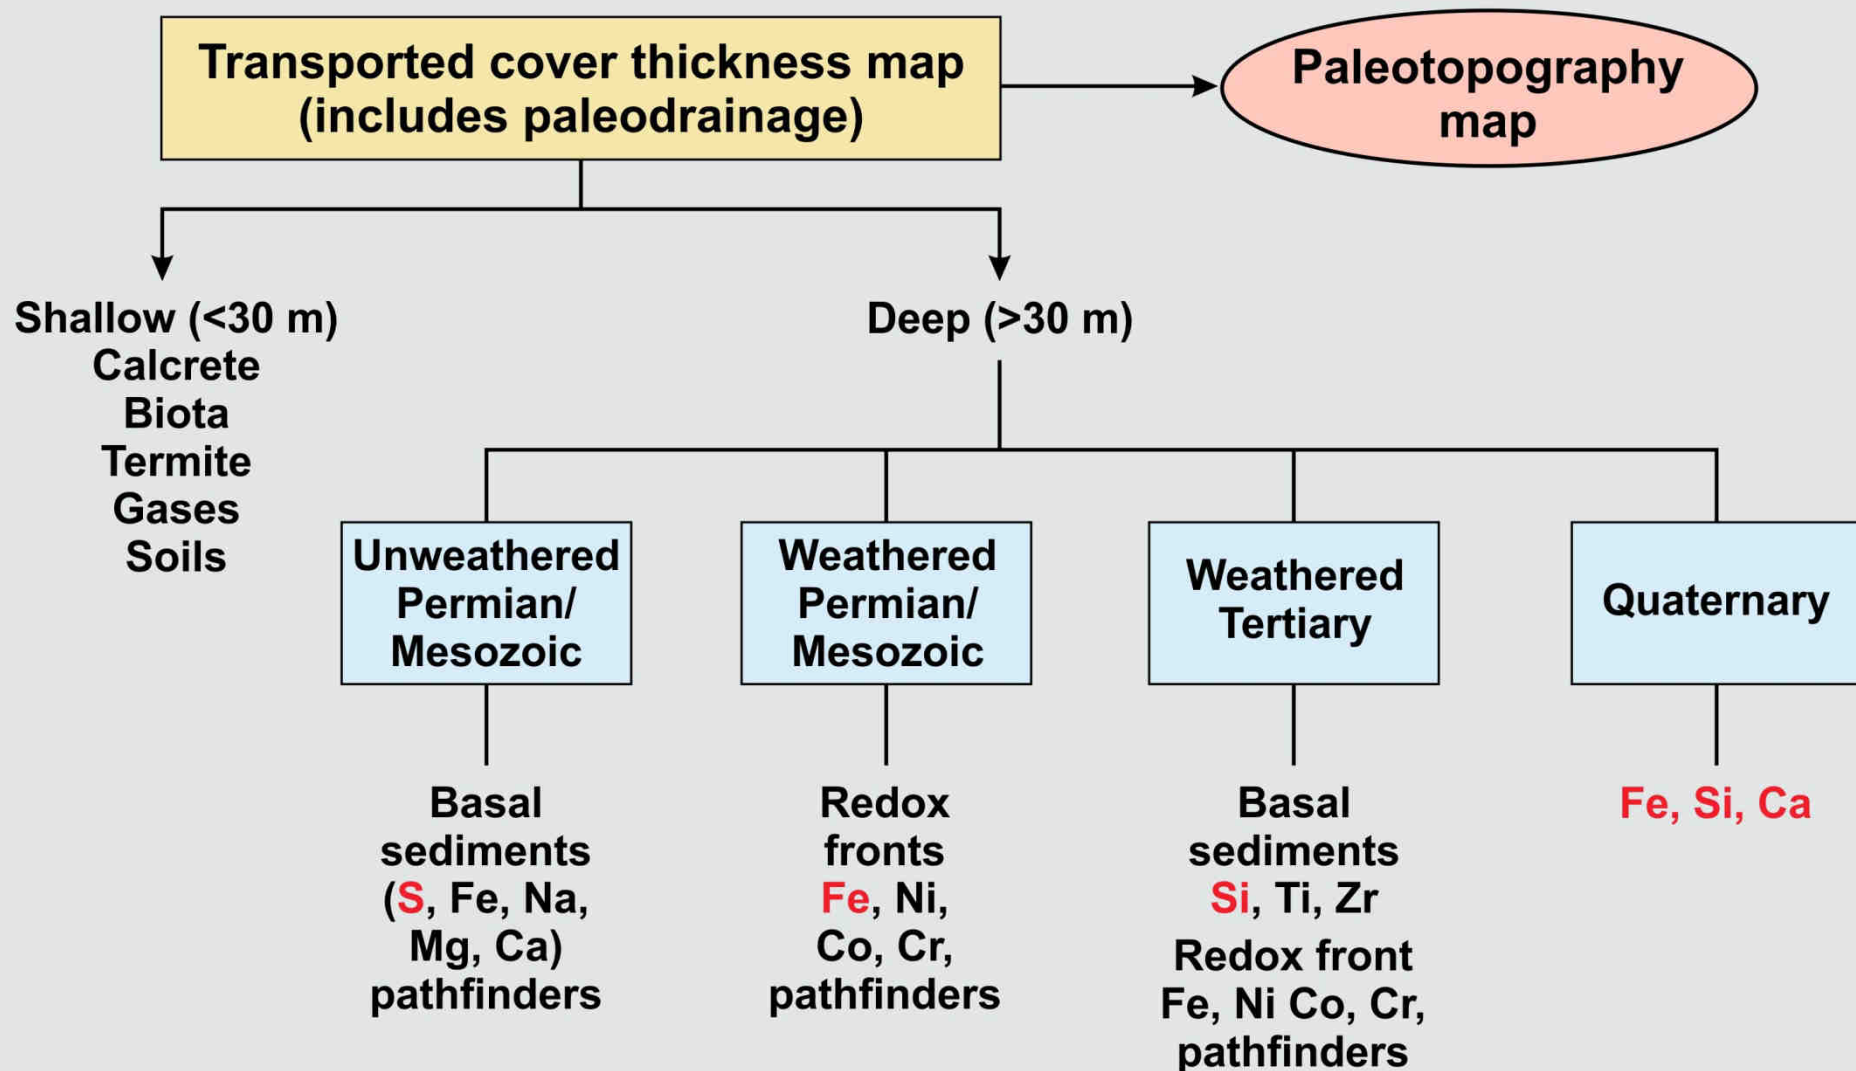 Transported cover thickness map
(includes paleodrainage)
Paleotopography
map
Shallow (<30 m)
Calcrete
Biota
Termite
Gases
Soils
Deep (>30 m)
Unweathered
Permian/
Mesozoic
Weathered
Permian/
Mesozoic
Weathered
Tertiary
Quaternary
Basal
sediments
(S, Fe, Na,
Mg, Ca)
pathfinders
Redox
fronts
Fe, Ni,
Co, Cr,
pathfinders
Basal
sediments
Si, Ti, Zr
Redox front
Fe, Ni Co, Cr,
pathfinders
Fe, Si, Ca